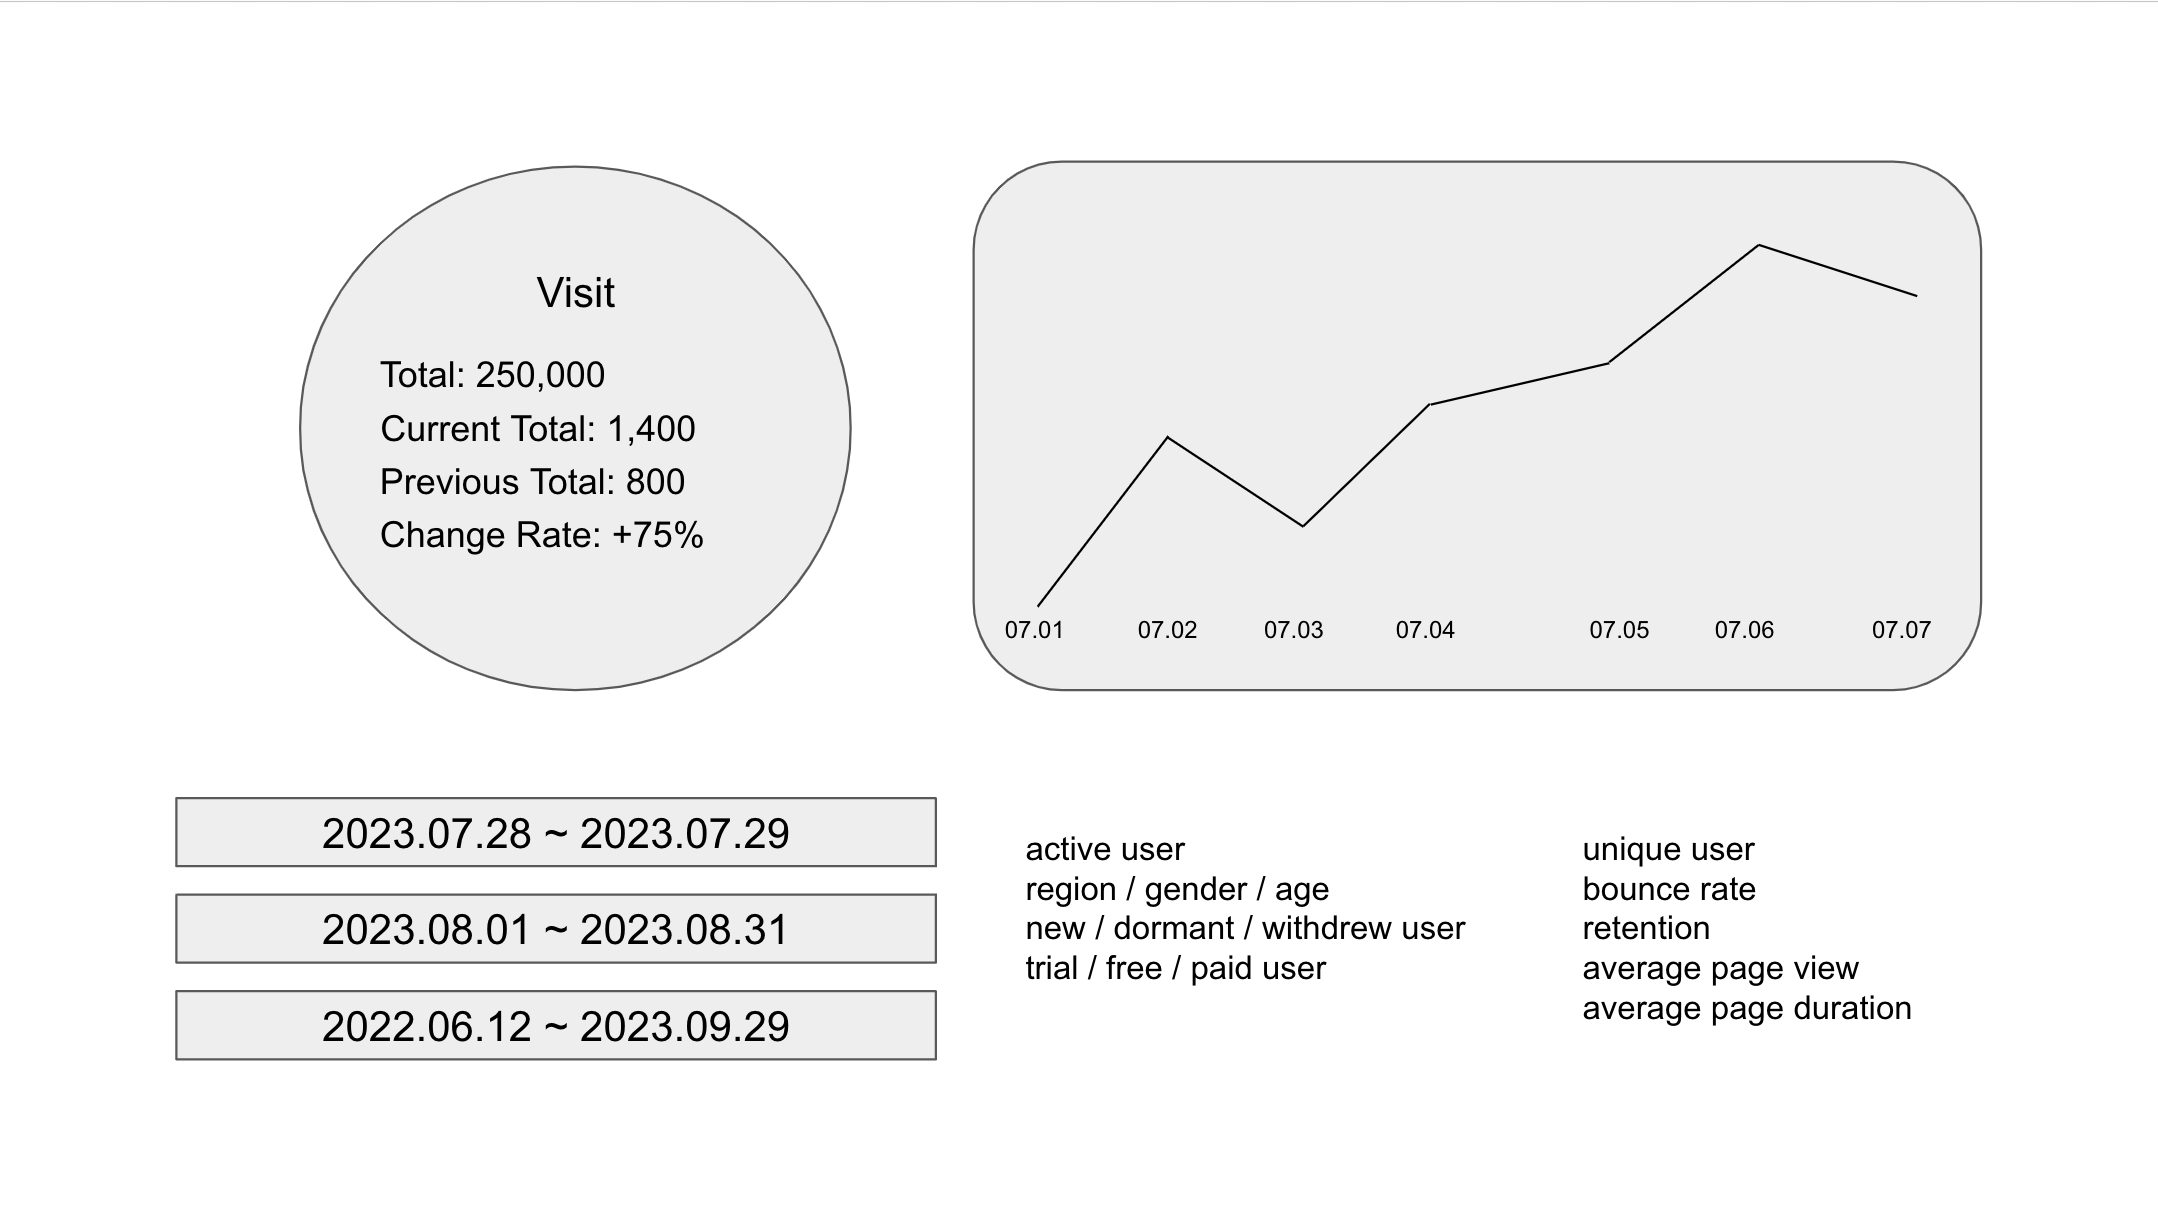 Visit
Total: 250,000
Current Total: 1,400
Previous Total: 800
Change Rate: +75%
07.01 07.02 07.03 07.04 07.05 07.06 07.07
2023.07.28 ~ 2023.07.29
2023.08.01 ~ 2023.08.31
2022.06.12 ~ 2023.09.29
active user
region / gender / age
new / dormant / withdrew user
trial / free / paid user
unique user
bounce rate
retention
average page view
average page duration